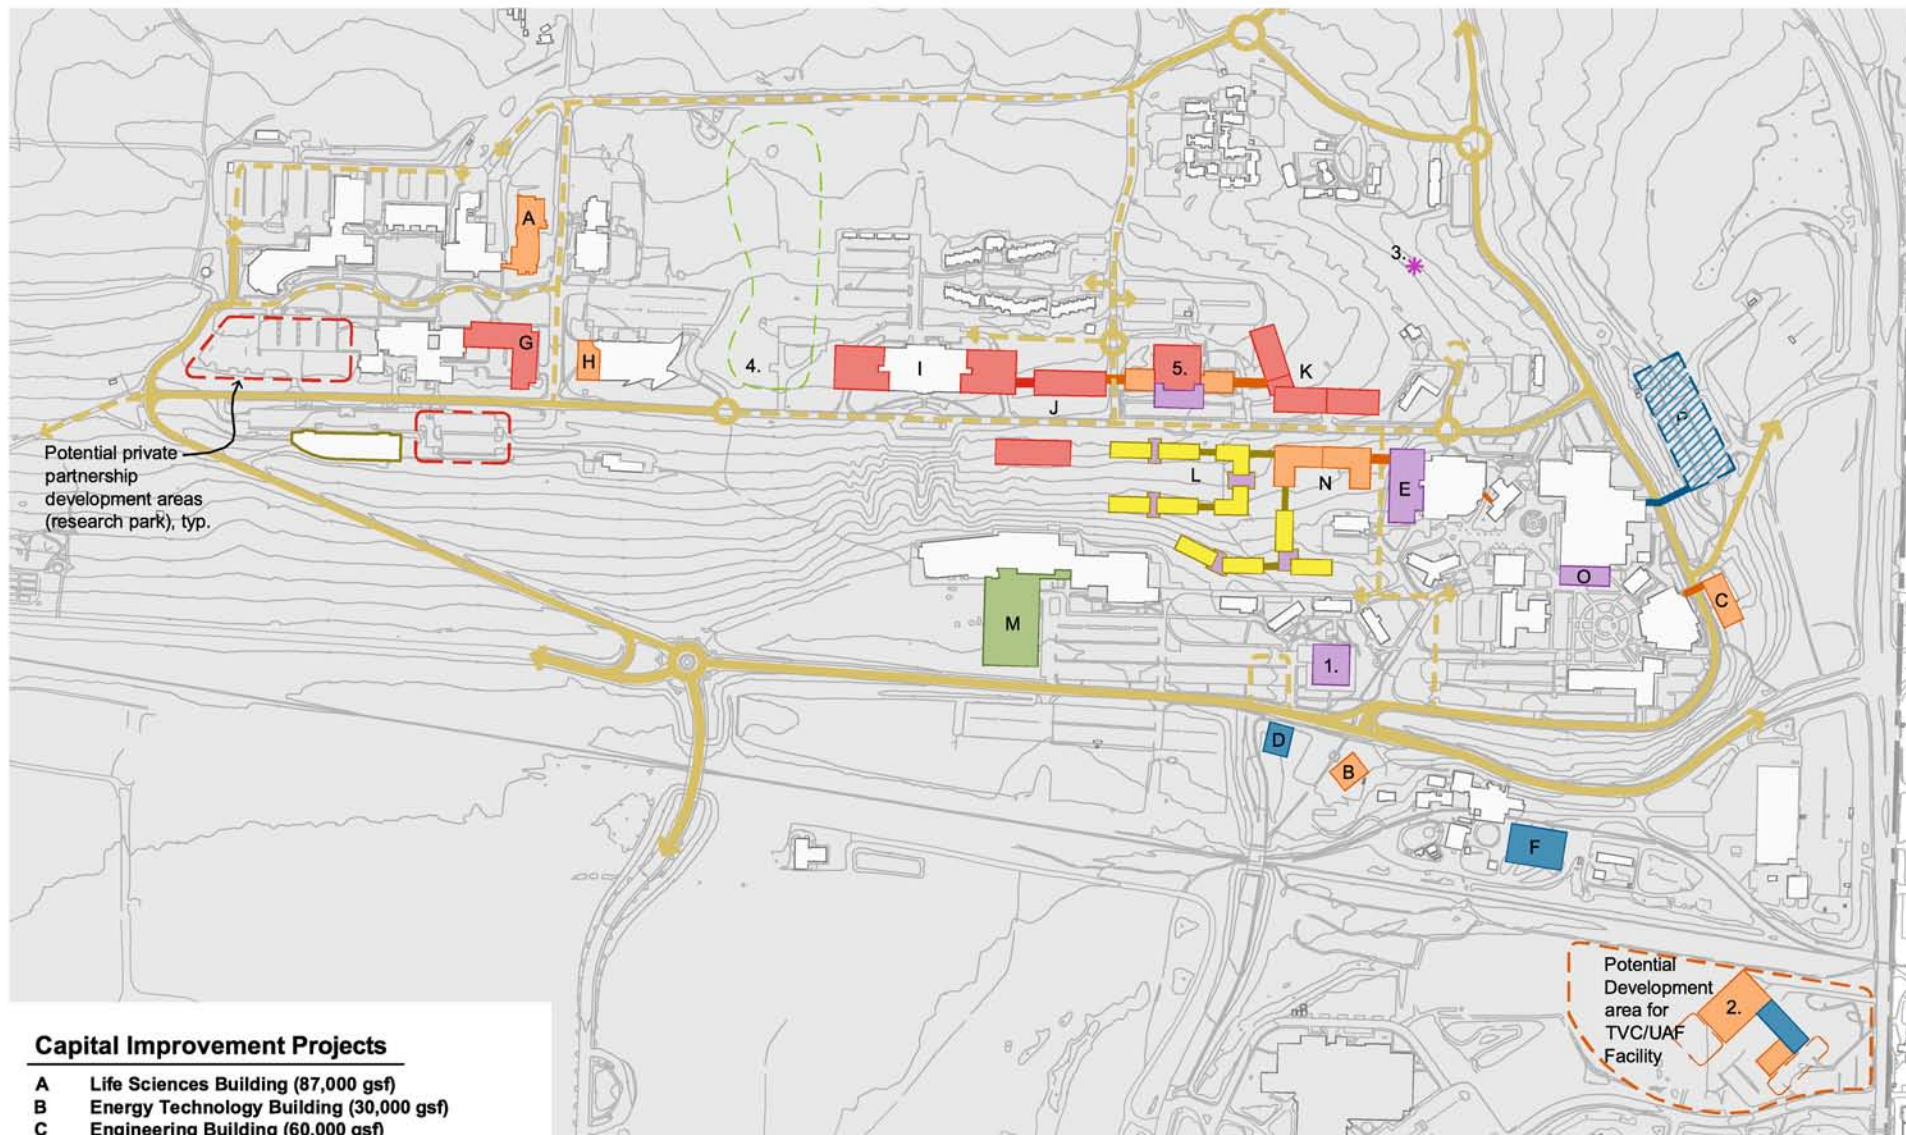 3.
A
G
H
4.
I
5.
K
J
P
Potential private
partnership
development areas
(research park), typ.
L
N
E
O
C
M
1.
D
B
F
Potential
Development
area for
TVC/UAF
Facility
2.
Capital Improvement Projects
A Life Sciences Building (87,000 gsf)
B Energy Technology Building (30,000 gsf)
C Engineering Building (60,000 gsf)